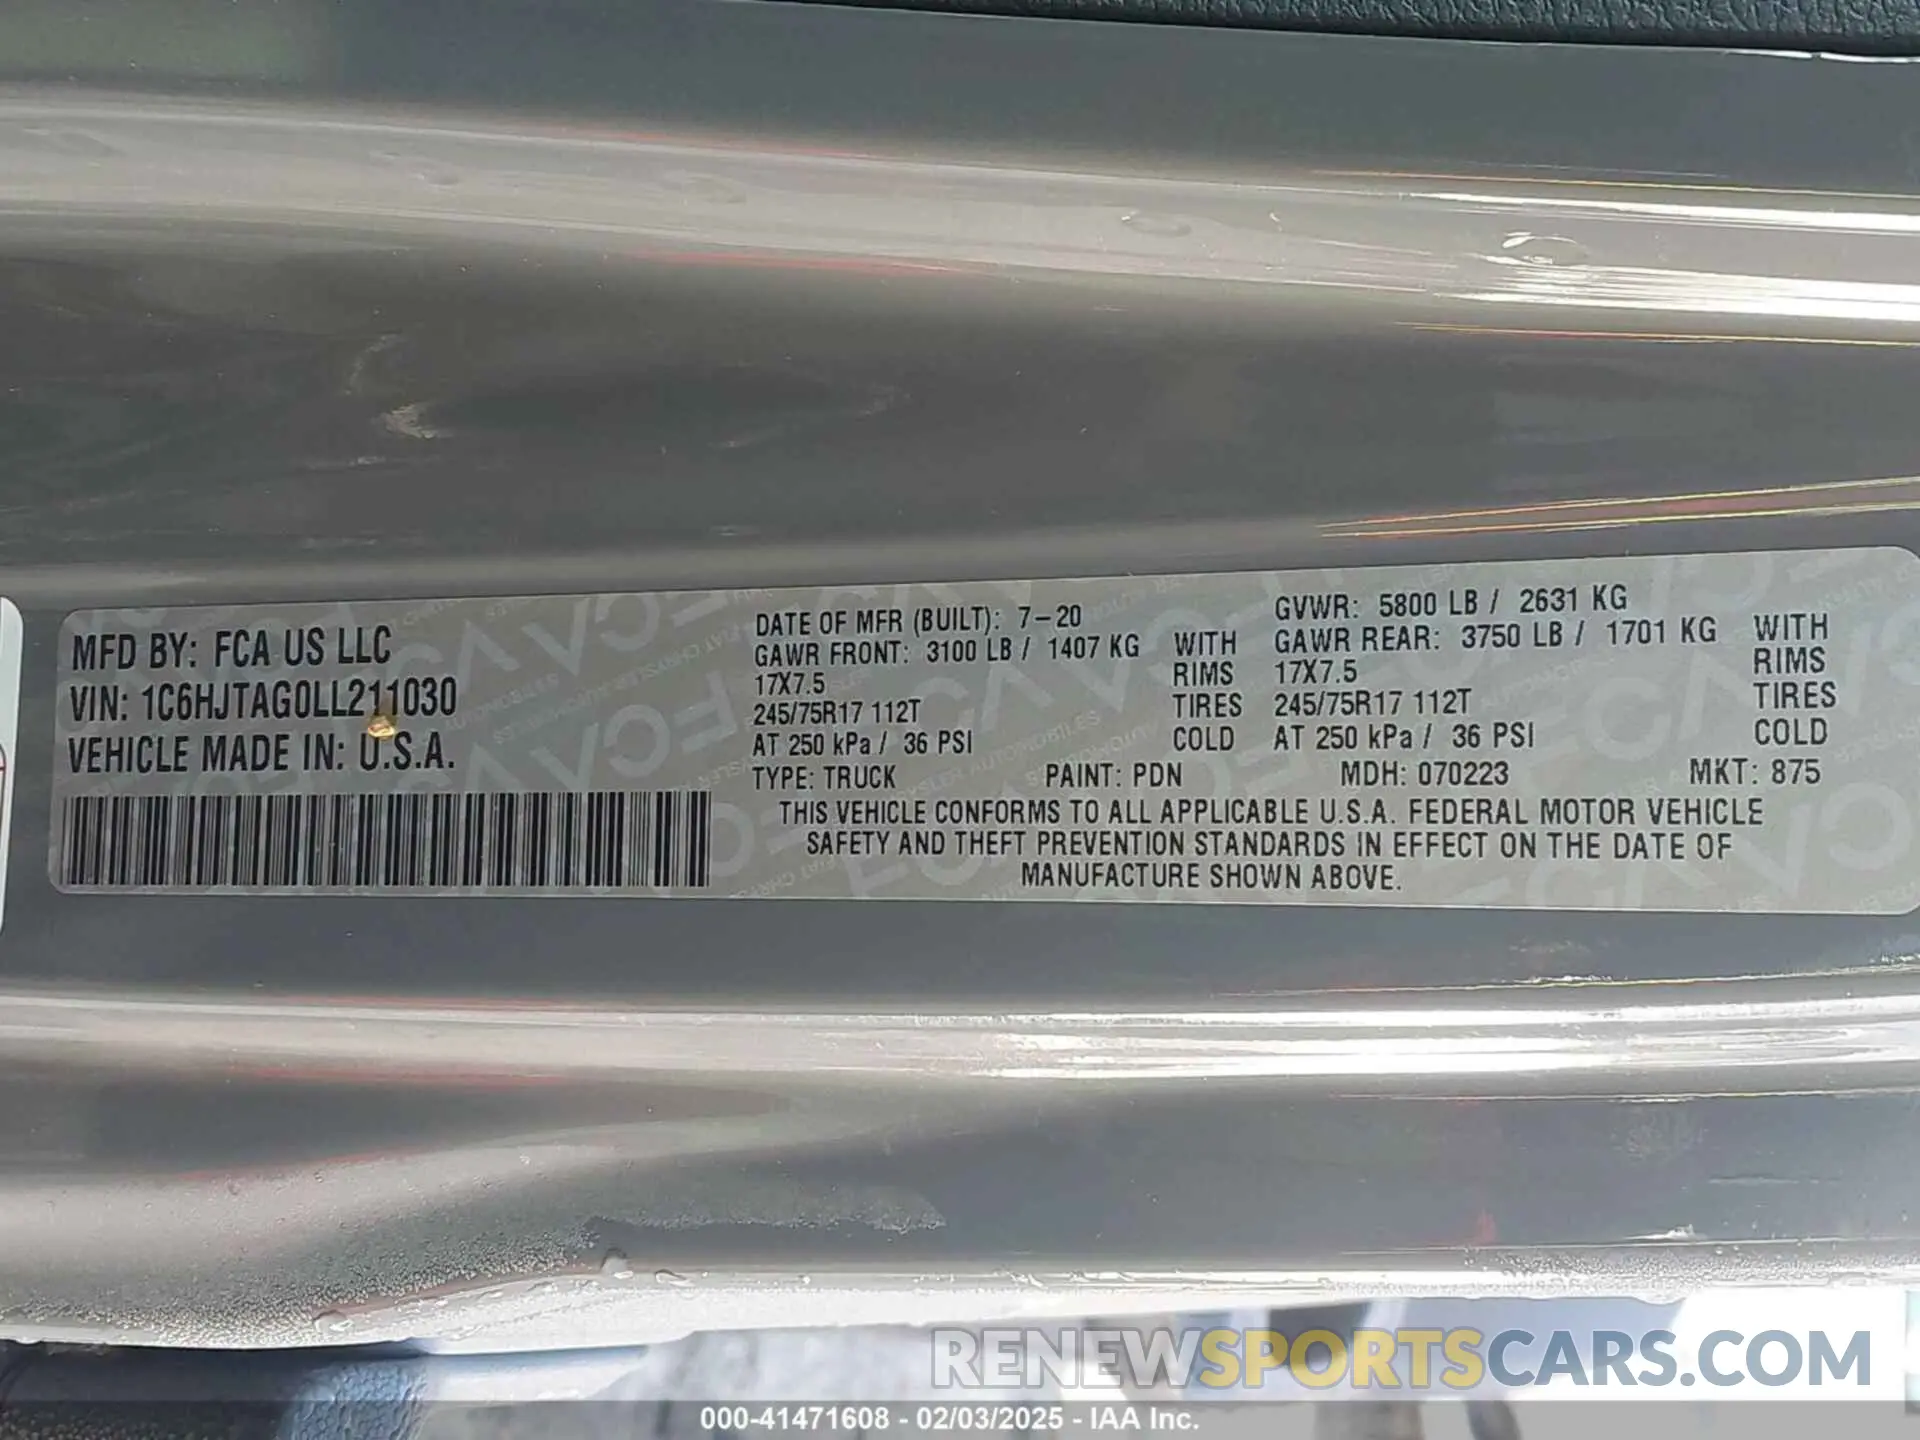 MFD BY: FCA US LLC
VIN: 1C6HJTAG0LL211030
VEHICLE MADE IN: U.S.A.
DATE OF MFR (BUILT): 7-20
GAWR FRONT: 3100 LB / 1407 KG WITH
17X7.5 RIMS
245/75R17 112T TIRES
AT 250 kPa / 36 PSI COLD
GVWR: 5800 LB / 2631 KG
GAWR REAR: 3750 LB / 1701 KG WITH
17X7.5 RIMS
245/75R17 112T TIRES
AT 250 kPa / 36 PSI COLD
TYPE: TRUCK PAINT: PDN MDH: 070223 MKT: 875
THIS VEHICLE CONFORMS TO ALL APPLICABLE U.S.A. FEDERAL MOTOR VEHICLE
SAFETY AND THEFT PREVENTION STANDARDS IN EFFECT ON THE DATE OF
MANUFACTURE SHOWN ABOVE.
RENEWSPORTSCARS.COM
000-41471608 - 02/03/2025 - IAA Inc.